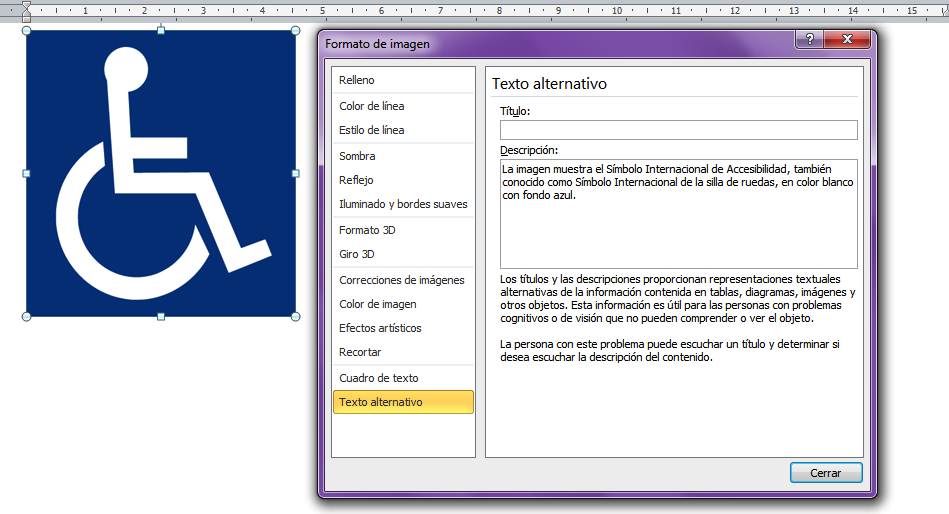 1 2 3 4 5 6 7 8 9 10 11 12 13 14 15
Formato de imagen
?
Relleno
Color de línea
Estilo de línea
Sombra
Reflejo
Iluminado y bordes suaves
Formato 3D
Giro 3D
Correcciones de imágenes
Color de imagen
Efectos artísticos
Recortar
Cuadro de texto
Texto alternativo
Texto alternativo
Título:
Descripción:
La imagen muestra el Símbolo Internacional de Accesibilidad, también
conocido como Símbolo Internacional de la silla de ruedas, en color blanco
con fondo azul.
Los títulos y las descripciones proporcionan representaciones textuales
alternativas de la información contenida en tablas, diagramas, imágenes y
otros objetos. Esta información es útil para las personas con problemas
cognitivos o de visión que no pueden comprender o ver el objeto.
La persona con este problema puede escuchar un título y determinar si
desea escuchar la descripción del contenido.
Cerrar